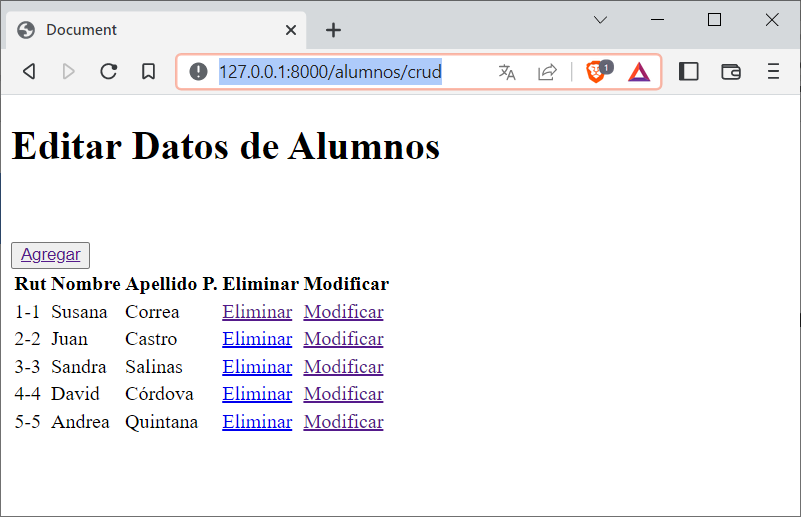 Document
127.0.0.1:8000/alumnos/crud
1
Editar Datos de Alumnos
Agregar
Rut Nombre Apellido P. Eliminar Modificar
1-1 Susana Correa Eliminar Modificar
2-2 Juan Castro Eliminar Modificar
3-3 Sandra Salinas Eliminar Modificar
4-4 David Córdova Eliminar Modificar
5-5 Andrea Quintana Eliminar Modificar